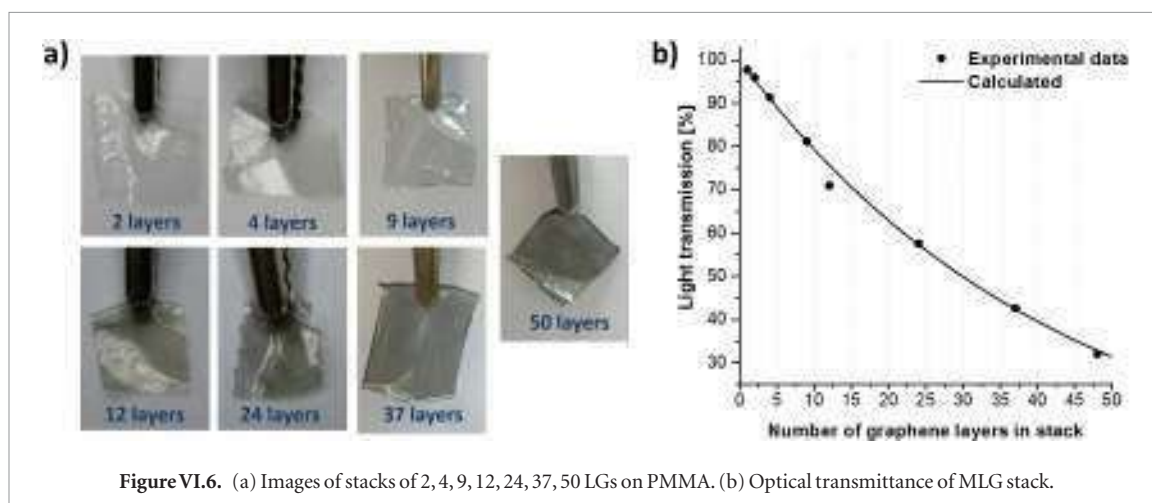 a)
2 layers
4 layers
9 layers
12 layers
24 layers
37 layers
50 layers
b)
Experimental data
Calculated
Light transmission [%]
100
90
80
70
60
50
40
30
0 5 10 15 20 25 30 35 40 45 50
Number of graphene layers in stack
Figure VI.6. (a) Images of stacks of 2, 4, 9, 12, 24, 37, 50 LGs on PMMA. (b) Optical transmittance of MLG stack.